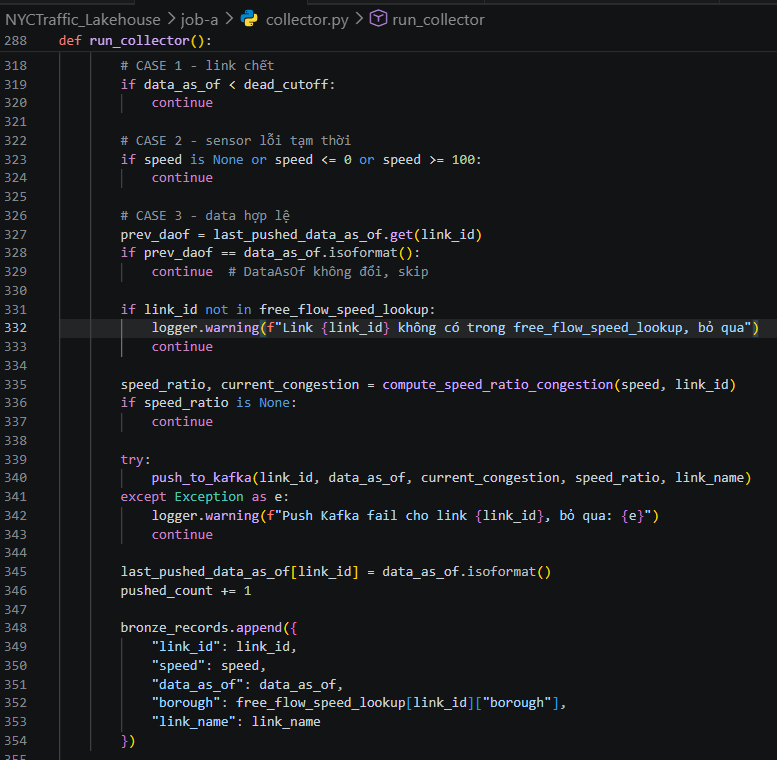 NYCTraffic_Lakehouse > job-a > collector.py > run_collector
288 def run_collector():
318 # CASE 1 - link chết
319 if data_as_of < dead_cutoff:
320 continue
321
322 # CASE 2 - sensor lỗi tạm thời
323 if speed is None or speed <= 0 or speed >= 100:
324 continue
325
326 # CASE 3 - data hợp lệ
327 prev_daof = last_pushed_data_as_of.get(link_id)
328 if prev_daof == data_as_of.isoformat():
329 continue # DataAsOf không đổi, skip
330
331 if link_id not in free_flow_speed_lookup:
332 logger.warning(f"Link {link_id} không có trong free_flow_speed_lookup, bỏ qua")
333 continue
334
335 speed_ratio, current_congestion = compute_speed_ratio_congestion(speed, link_id)
336 if speed_ratio is None:
337 continue
338
339 try:
340 push_to_kafka(link_id, data_as_of, current_congestion, speed_ratio, link_name)
341 except Exception as e:
342 logger.warning(f"Push Kafka fail cho link {link_id}, bỏ qua: {e}")
343 continue
344
345 last_pushed_data_as_of[link_id] = data_as_of.isoformat()
346 pushed_count += 1
347
348 bronze_records.append({
349 "link_id": link_id,
350 "speed": speed,
351 "data_as_of": data_as_of,
352 "borough": free_flow_speed_lookup[link_id]["borough"],
353 "link_name": link_name
354 })
355